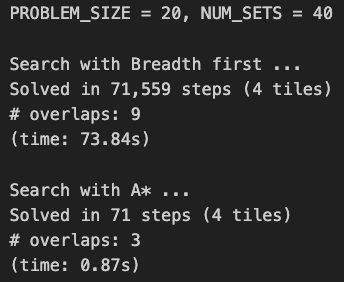 PROBLEM_SIZE = 20, NUM_SETS = 40
Search with Breadth first ...
Solved in 71,559 steps (4 tiles)
# overlaps: 9
(time: 73.84s)
Search with A* ...
Solved in 71 steps (4 tiles)
# overlaps: 3
(time: 0.87s)